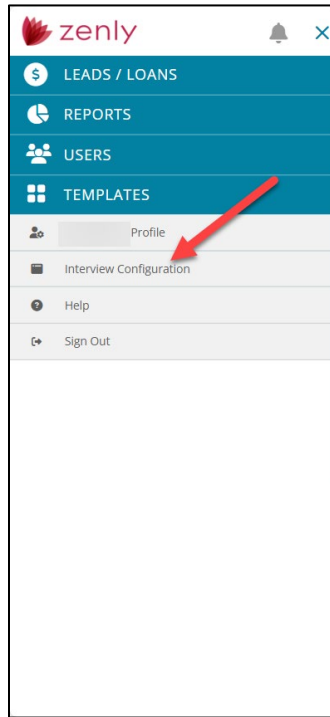 zenly
LEADS / LOANS
REPORTS
USERS
TEMPLATES
Profile
Interview Configuration
Help
Sign Out